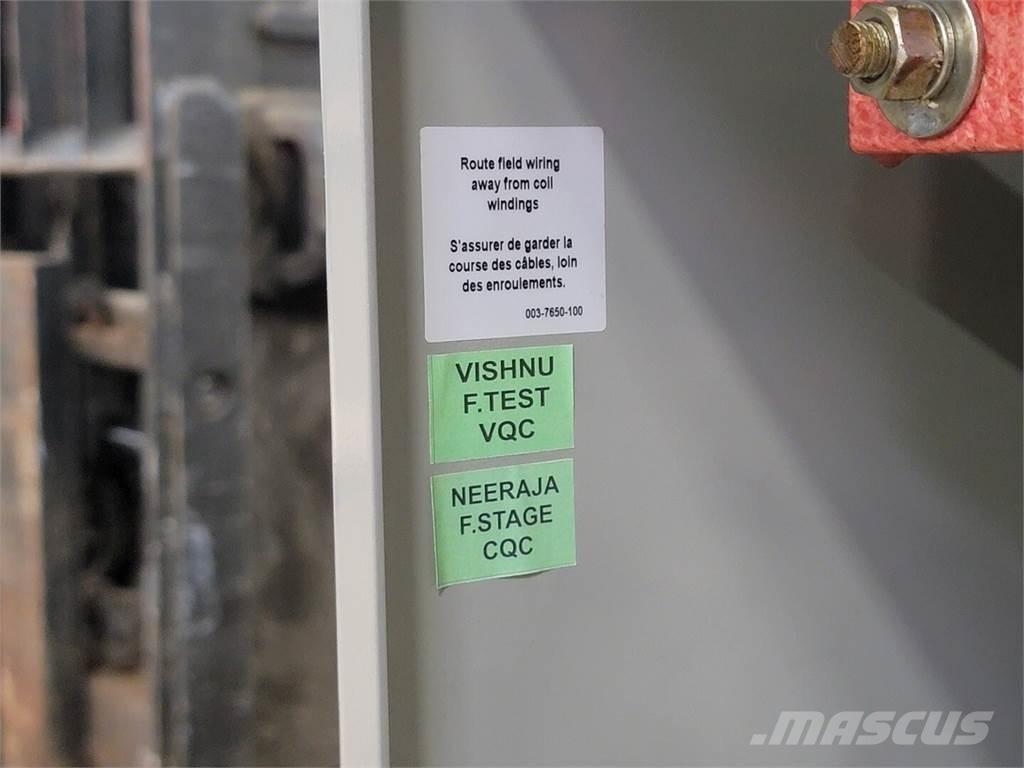 Route field wiring
away from coil
windings
S'assurer de garder la
course des câbles, loin
des enroulements.
003-7650-100
VISHNU
F.TEST
VQC
NEERAJA
F.STAGE
CQC
.MASCUS